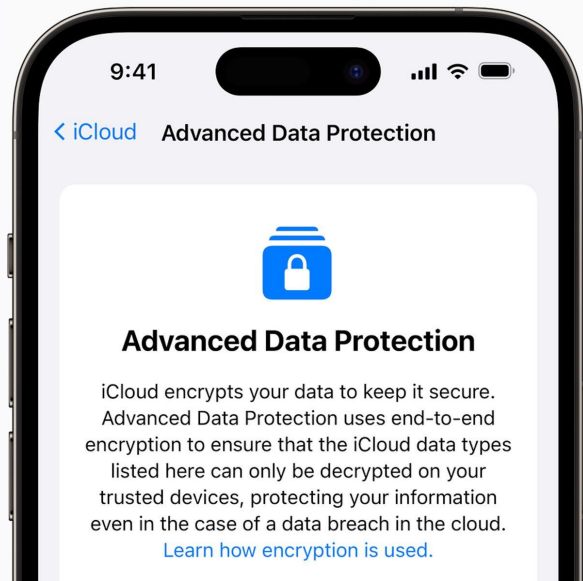 9:41
iCloud Advanced Data Protection
Advanced Data Protection
iCloud encrypts your data to keep it secure.
Advanced Data Protection uses end-to-end
encryption to ensure that the iCloud data types
listed here can only be decrypted on your
trusted devices, protecting your information
even in the case of a data breach in the cloud.
Learn how encryption is used.